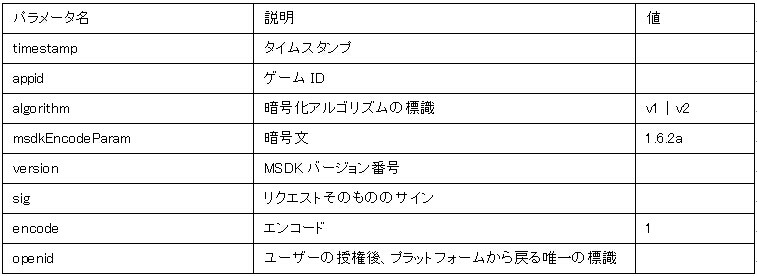 パラメータ名 説明 値
timestamp タイムスタンプ
appid ゲーム ID
algorithm 暗号化アルゴリズムの標識 v1 | v2
msdkEncodeParam 暗号文 1.6.2a
version MSDK バージョン番号
sig リクエストそのもののサイン
encode エンコード 1
openid ユーザーの授権後、プラットフォームから戻る唯一の標識